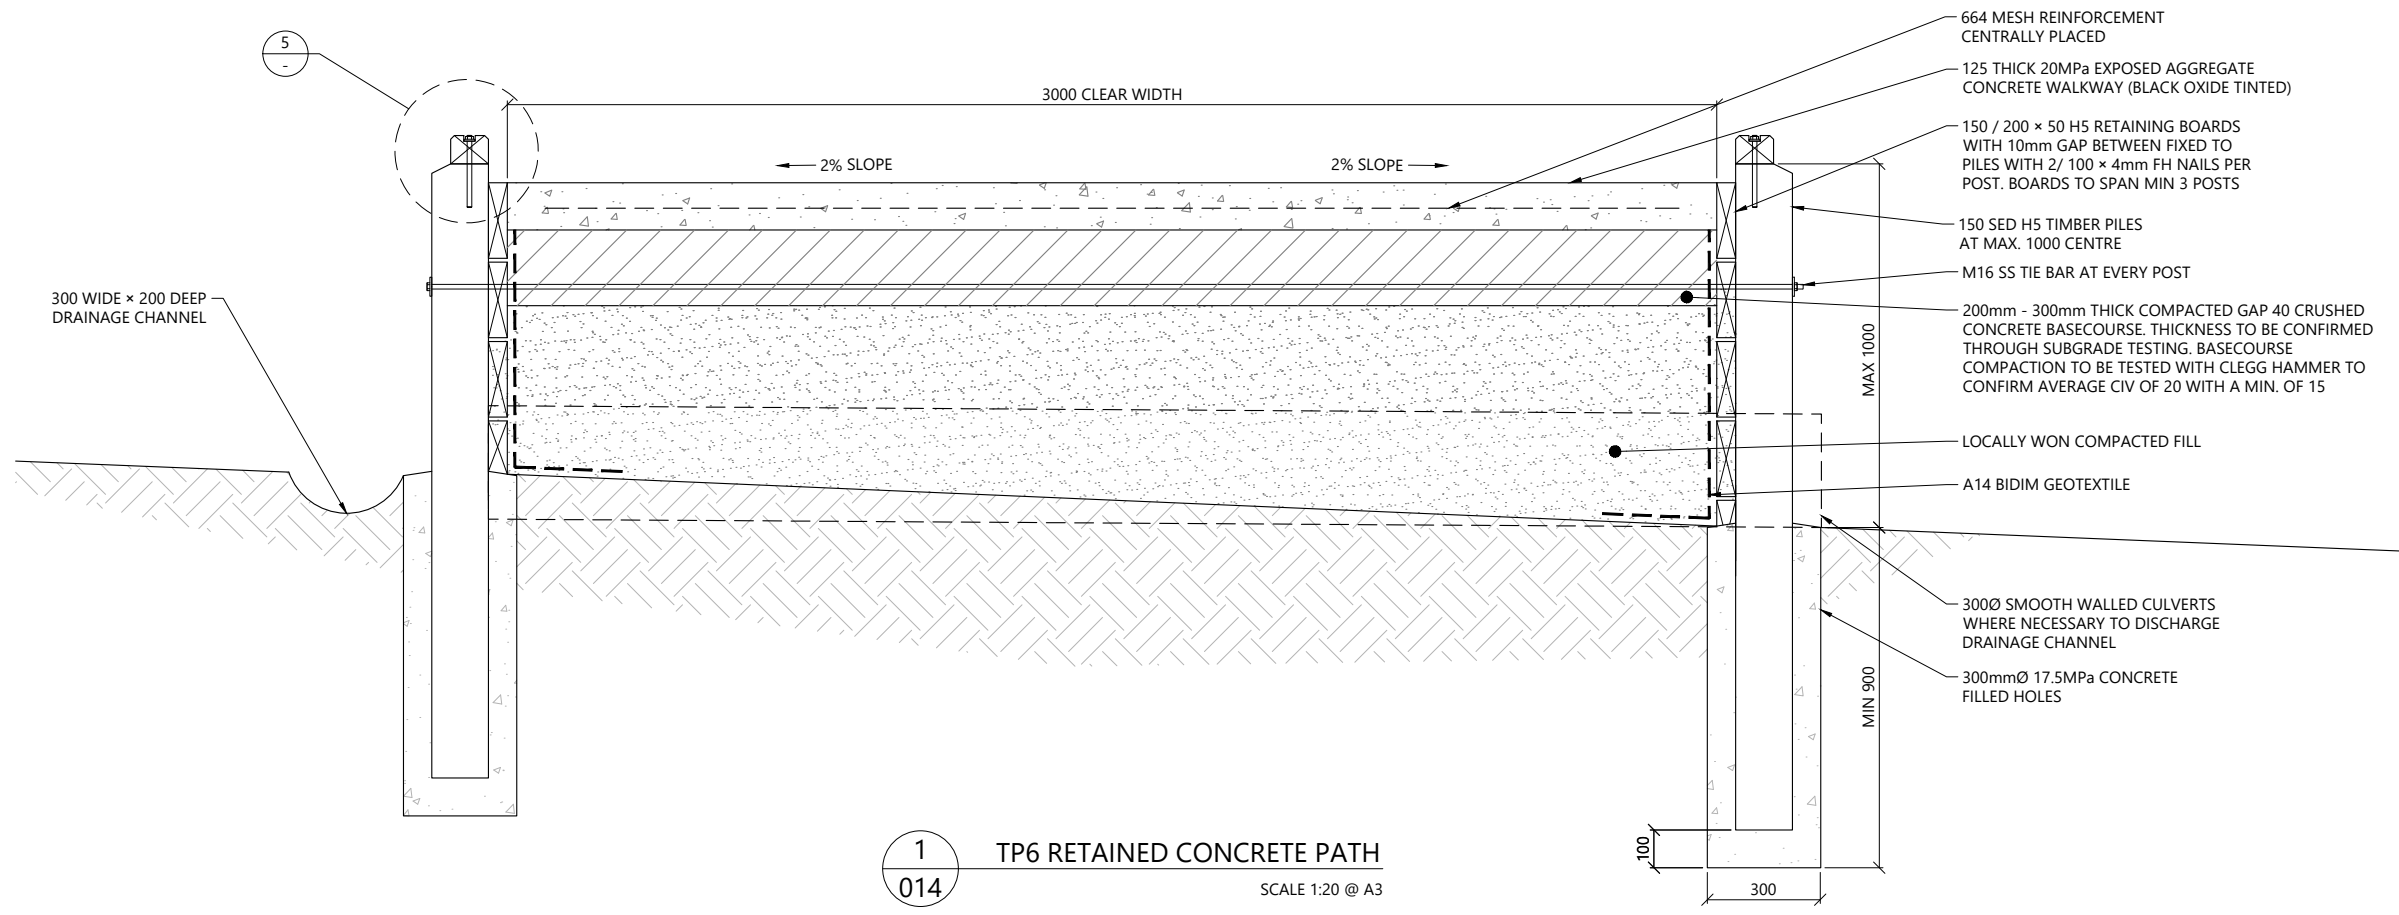 5
-
3000 CLEAR WIDTH
2% SLOPE
2% SLOPE
300 WIDE × 200 DEEP
DRAINAGE CHANNEL
664 MESH REINFORCEMENT
CENTRALLY PLACED
125 THICK 20MPa EXPOSED AGGREGATE
CONCRETE WALKWAY (BLACK OXIDE TINTED)
150 / 200 × 50 H5 RETAINING BOARDS
WITH 10mm GAP BETWEEN FIXED TO
PILES WITH 2/ 100 × 4mm FH NAILS PER
POST. BOARDS TO SPAN MIN 3 POSTS
150 SED H5 TIMBER PILES
AT MAX. 1000 CENTRE
M16 SS TIE BAR AT EVERY POST
200mm - 300mm THICK COMPACTED GAP 40 CRUSHED
CONCRETE BASECOURSE. THICKNESS TO BE CONFIRMED
THROUGH SUBGRADE TESTING. BASECOURSE
COMPACTION TO BE TESTED WITH CLEGG HAMMER TO
CONFIRM AVERAGE CIV OF 20 WITH A MIN. OF 15
LOCALLY WON COMPACTED FILL
A14 BIDIM GEOTEXTILE
300Ø SMOOTH WALLED CULVERTS
WHERE NECESSARY TO DISCHARGE
DRAINAGE CHANNEL
300mmØ 17.5MPa CONCRETE
FILLED HOLES
MAX 1000
MIN 900
100
300
1
014
TP6 RETAINED CONCRETE PATH
SCALE 1:20 @ A3